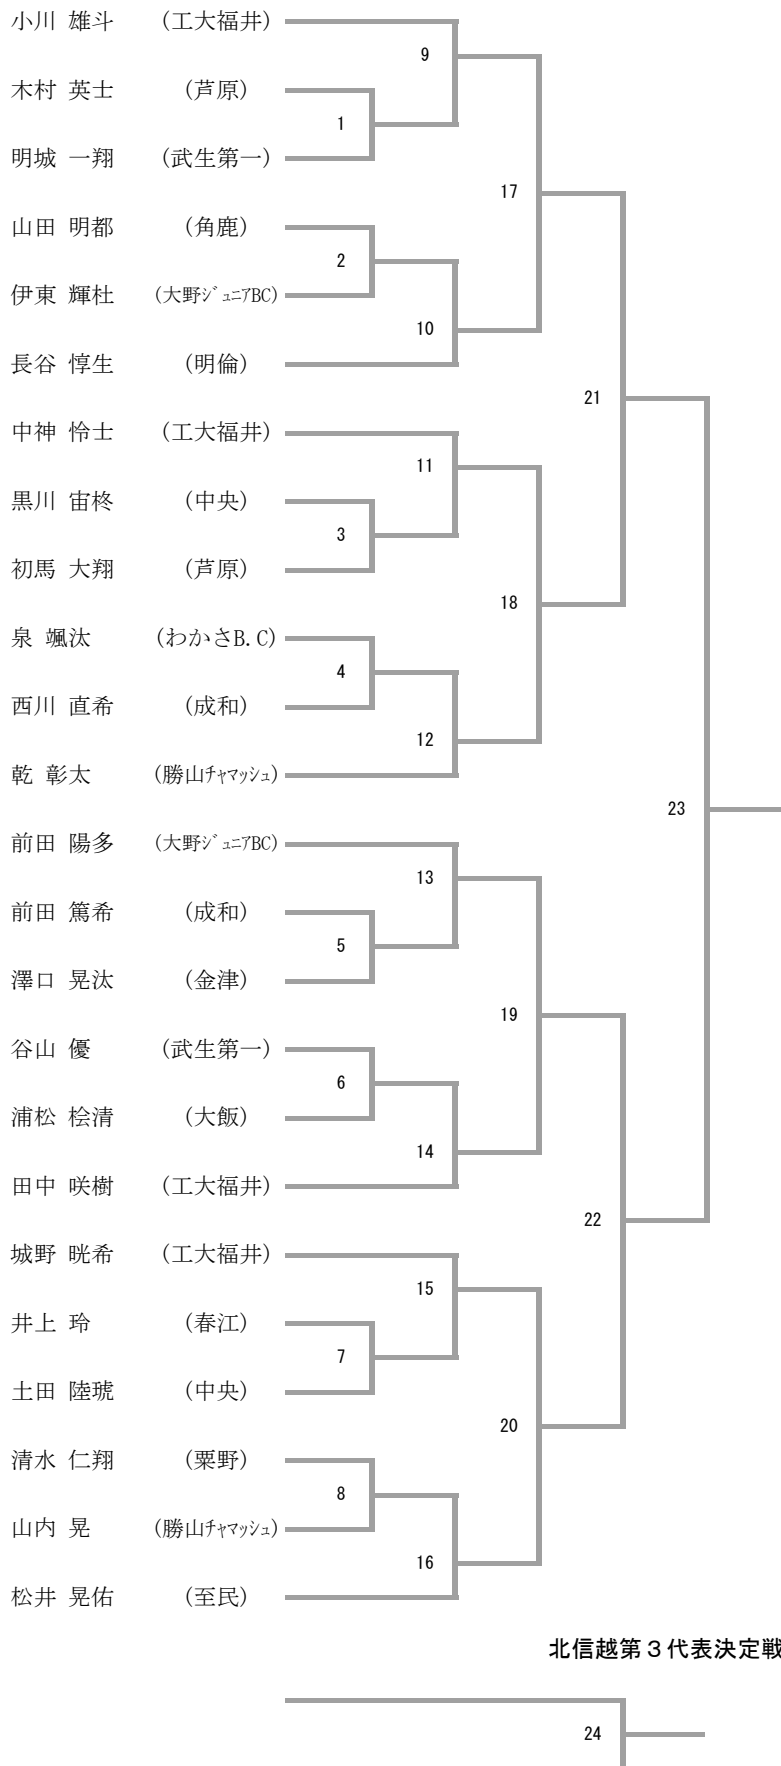 小川 雄斗 (工大福井)
9
木村 英士 (芦原)
1
明城 一翔 (武生第一)
17
山田 明都 (角鹿)
2
伊東 輝杜 (大野ｼﾞｭﾆｱBC)
10
長谷 惇生 (明倫)
21
中神 怜士 (工大福井)
11
黒川 宙柊 (中央)
3
初馬 大翔 (芦原)
18
泉 颯汰 (わかさB.C)
4
西川 直希 (成和)
12
乾 彰太 (勝山ﾁｬﾏｯｼｭ)
23
前田 陽多 (大野ｼﾞｭﾆｱBC)
13
前田 篤希 (成和)
5
澤口 晃汰 (金津)
19
谷山 優 (武生第一)
6
浦松 桧清 (大飯)
14
田中 咲樹 (工大福井)
22
城野 晄希 (工大福井)
15
井上 玲 (春江)
7
土田 陸琥 (中央)
20
清水 仁翔 (粟野)
8
山内 晃 (勝山ﾁｬﾏｯｼｭ)
16
松井 晃佑 (至民)
北信越第３代表決定戦
24